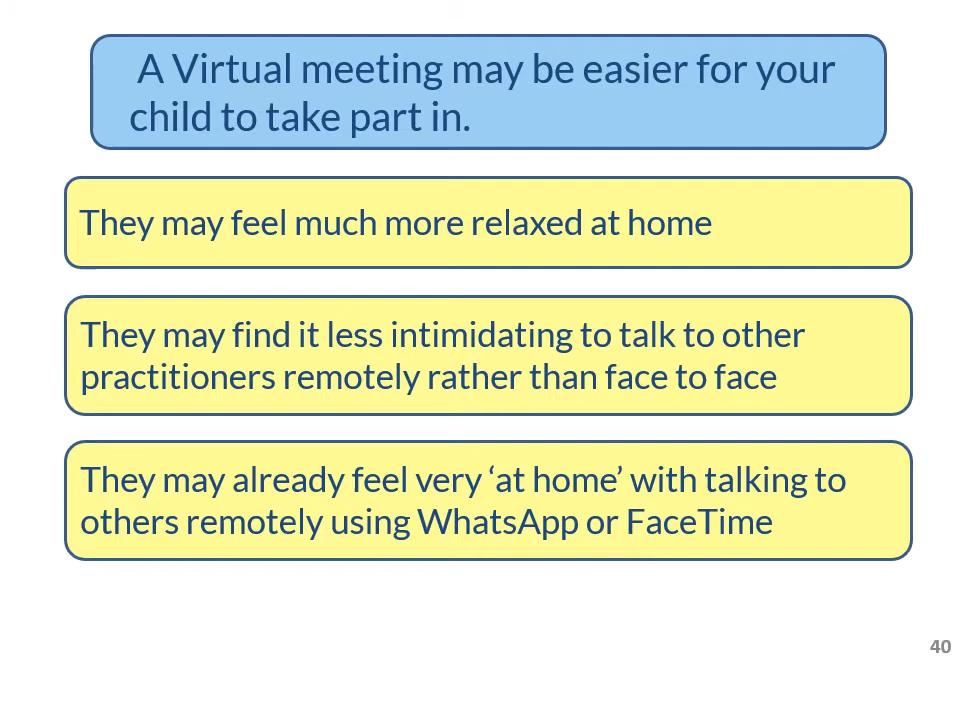 A Virtual meeting may be easier for your
child to take part in.
They may feel much more relaxed at home
They may find it less intimidating to talk to other
practitioners remotely rather than face to face
They may already feel very ‘at home’ with talking to
others remotely using WhatsApp or FaceTime
40